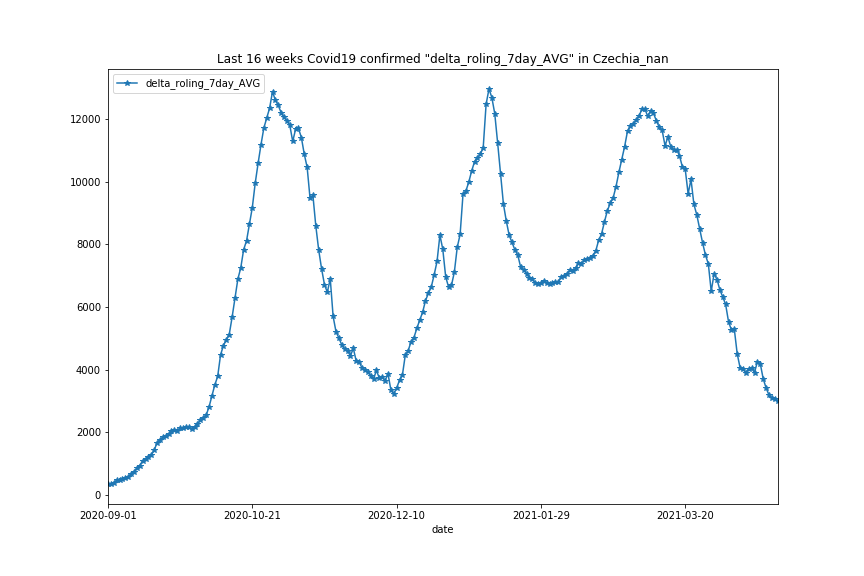 Last 16 weeks Covid19 confirmed "delta_roling_7day_AVG" in Czechia_nan
delta_roling_7day_AVG
12000
10000
8000
6000
4000
2000
0
2020-09-01 2020-10-21 2020-12-10 2021-01-29 2021-03-20
date